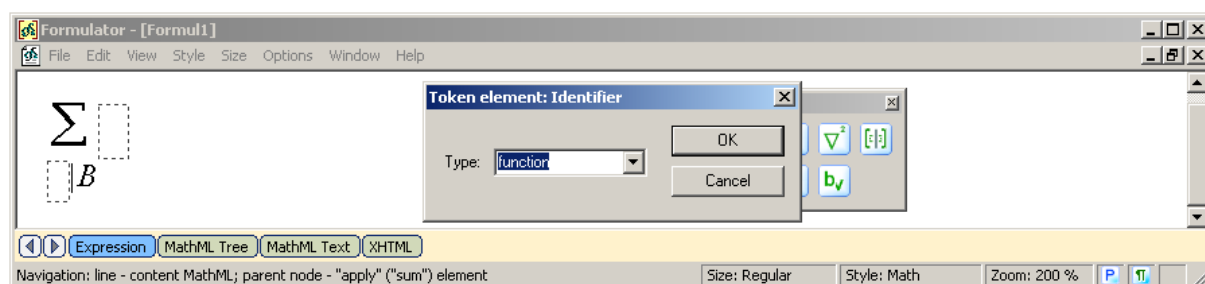 Formulator - [Formul1]
File Edit View Style Size Options Window Help
Σ
B
Token element: Identifier
Type: function
OK
Cancel
∇²
b√
Expression MathML Tree MathML Text XHTML
Navigation: line - content MathML; parent node - "apply" ("sum") element Size: Regular Style: Math Zoom: 200 % P ¶